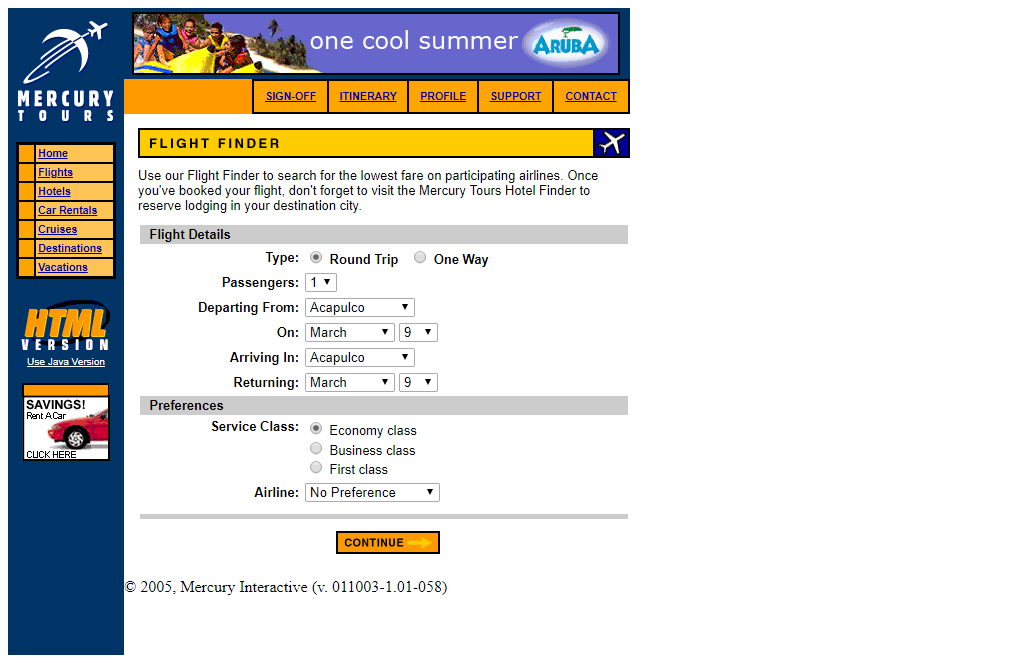 MERCURY
TOURS
one cool summer ARUBA
SIGN-OFF ITINERARY PROFILE SUPPORT CONTACT
Home
Flights
Hotels
Car Rentals
Cruises
Destinations
Vacations
HTML
VERSION
Use Java Version
SAVINGS!
Rent A Car
CLICK HERE
FLIGHT FINDER
Use our Flight Finder to search for the lowest fare on participating airlines. Once
you've booked your flight, don't forget to visit the Mercury Tours Hotel Finder to
reserve lodging in your destination city.
Flight Details
Type: Round Trip One Way
Passengers: 1
Departing From: Acapulco
On: March 9
Arriving In: Acapulco
Returning: March 9
Preferences
Service Class: Economy class
Business class
First class
Airline: No Preference
CONTINUE
© 2005, Mercury Interactive (v. 011003-1.01-058)